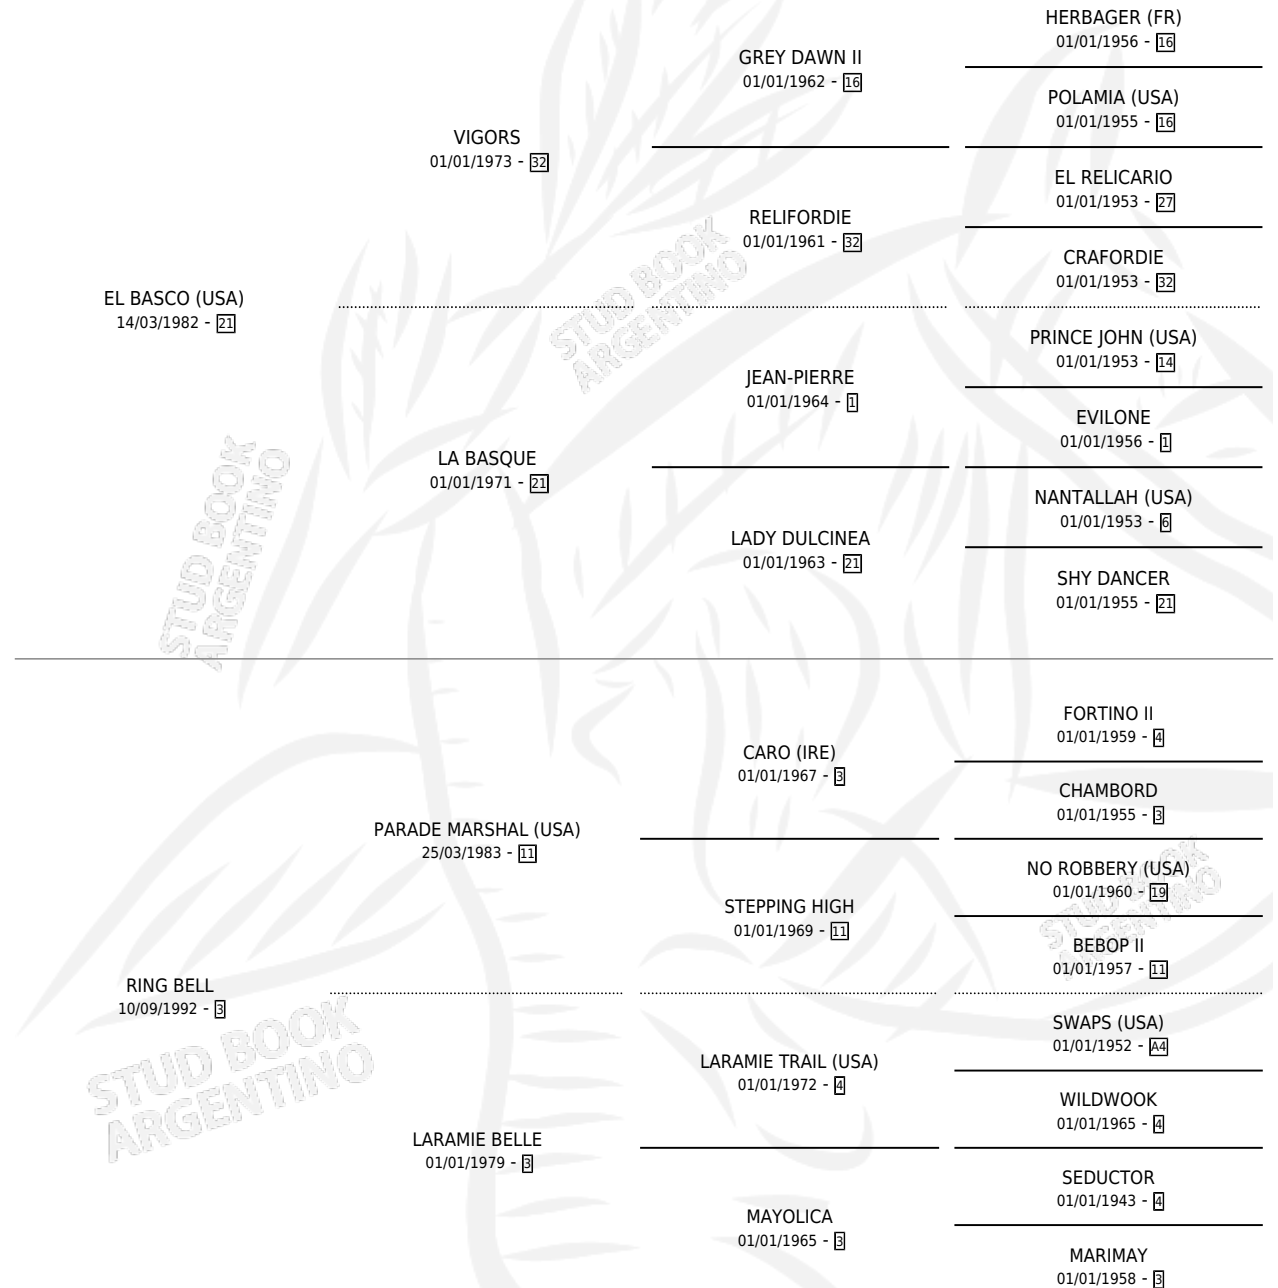 HERBAGER (FR)
01/01/1956 - 16
GREY DAWN II
01/01/1962 - 16
POLAMIA (USA)
01/01/1955 - 16
VIGORS
01/01/1973 - 32
EL RELICARIO
01/01/1953 - 27
RELIFORDIE
01/01/1961 - 32
CRAFORDIE
01/01/1953 - 32
EL BASCO (USA)
14/03/1982 - 21
PRINCE JOHN (USA)
01/01/1953 - 14
JEAN-PIERRE
01/01/1964 - 1
EVILONE
01/01/1956 - 1
LA BASQUE
01/01/1971 - 21
NANTALLAH (USA)
01/01/1953 - 6
LADY DULCINEA
01/01/1963 - 21
SHY DANCER
01/01/1955 - 21
FORTINO II
01/01/1959 - 4
CARO (IRE)
01/01/1967 - 3
CHAMBORD
01/01/1955 - 3
PARADE MARSHAL (USA)
25/03/1983 - 11
NO ROBBERY (USA)
01/01/1960 - 19
STEPPING HIGH
01/01/1969 - 11
BEBOP II
01/01/1957 - 11
RING BELL
10/09/1992 - 3
SWAPS (USA)
01/01/1952 - A4
LARAMIE TRAIL (USA)
01/01/1972 - 4
WILDWOOK
01/01/1965 - 4
LARAMIE BELLE
01/01/1979 - 3
SEDUCTOR
01/01/1943 - 4
MAYOLICA
01/01/1965 - 3
MARIMAY
01/01/1958 - 3
STUD BOOK
ARGENTINO
STUD BOOK
ARGENTINO
STUD BOOK
ARGENTINO
STUD BOOK
ARGENTINO